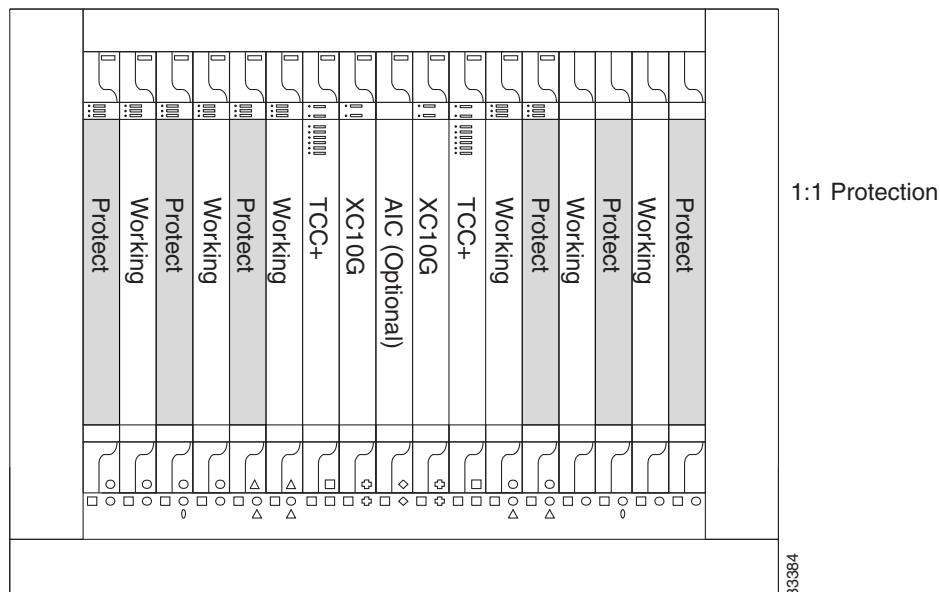 1:1 Protection
Protect
Working
Protect
Working
Protect
Working
TCC+
XC10G
AIC (Optional)
XC10G
TCC+
Working
Protect
Working
Protect
Working
Protect
33384